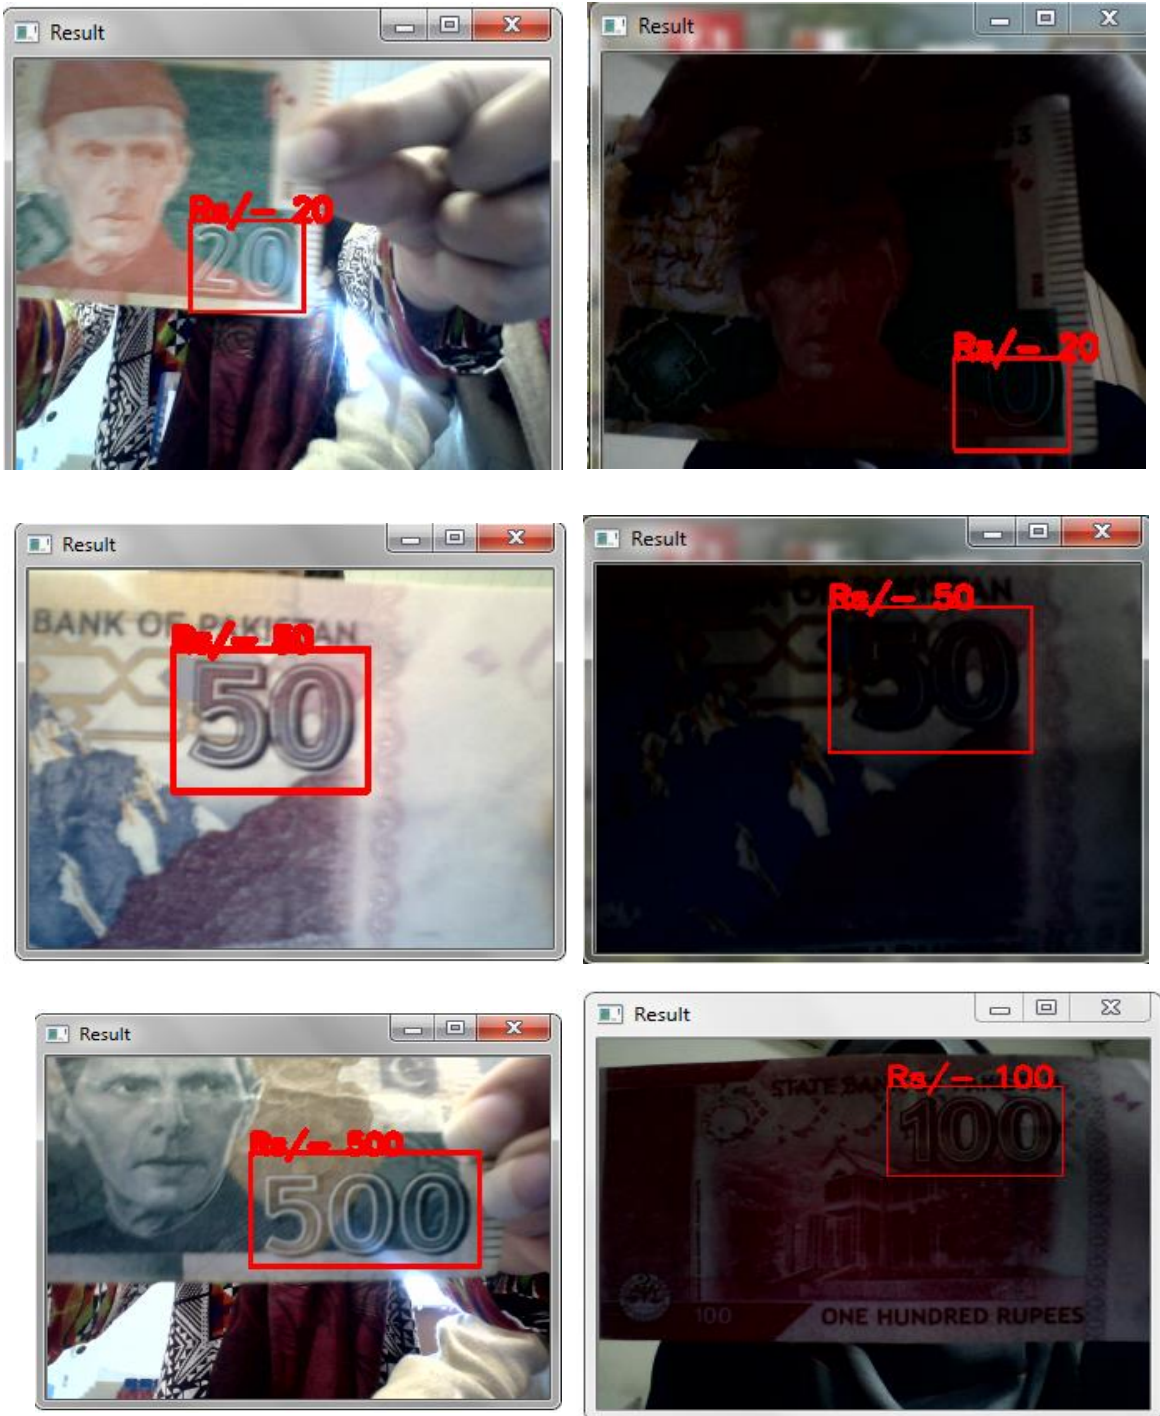 Result
Rs/- 20
20
Result
Rs/- 20
0
Result
BANK OF PAKISTAN
Rs/- 50
50
Result
Rs/- 50
50
Result
Rs/- 500
500
Result
STATE BAN
Rs/- 100
100
100
ONE HUNDRED RUPEES